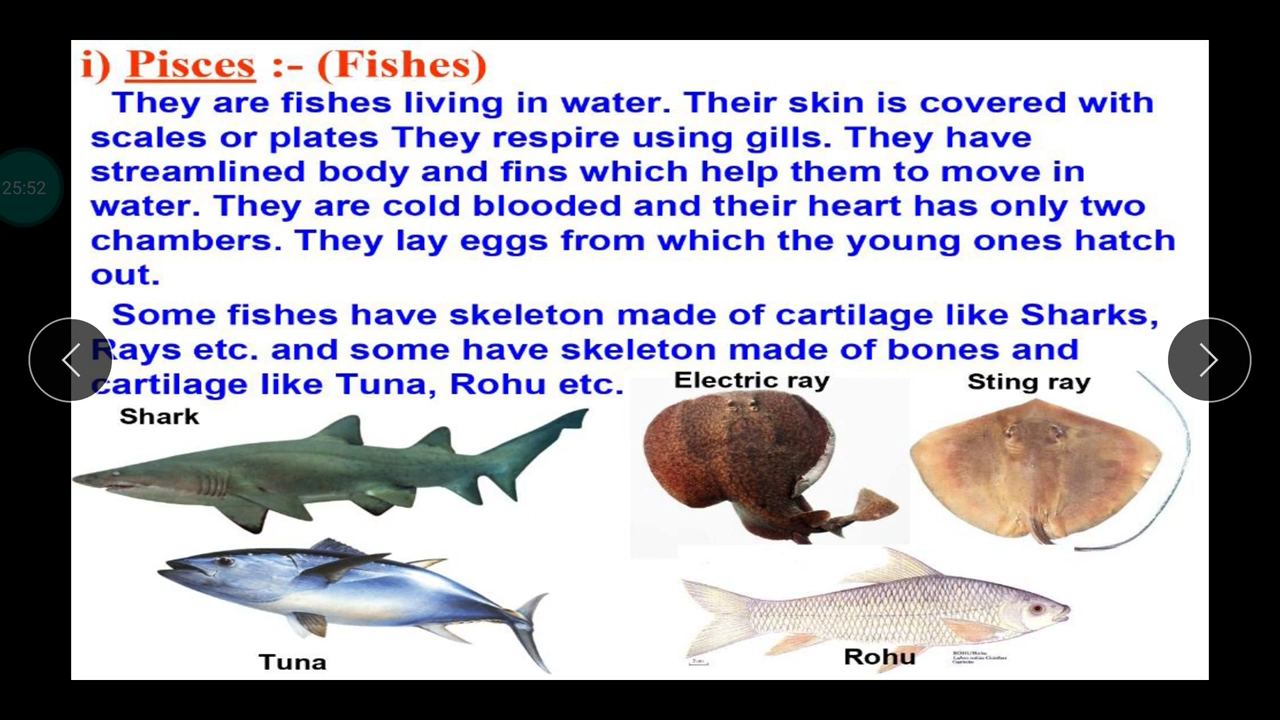 i) Pisces :- (Fishes)
They are fishes living in water. Their skin is covered with
scales or plates They respire using gills. They have
streamlined body and fins which help them to move in
water. They are cold blooded and their heart has only two
chambers. They lay eggs from which the young ones hatch
out.
Some fishes have skeleton made of cartilage like Sharks,
Rays etc. and some have skeleton made of bones and
cartilage like Tuna, Rohu etc.
25:52
Electric ray
Sting ray
Shark
Tuna
Rohu